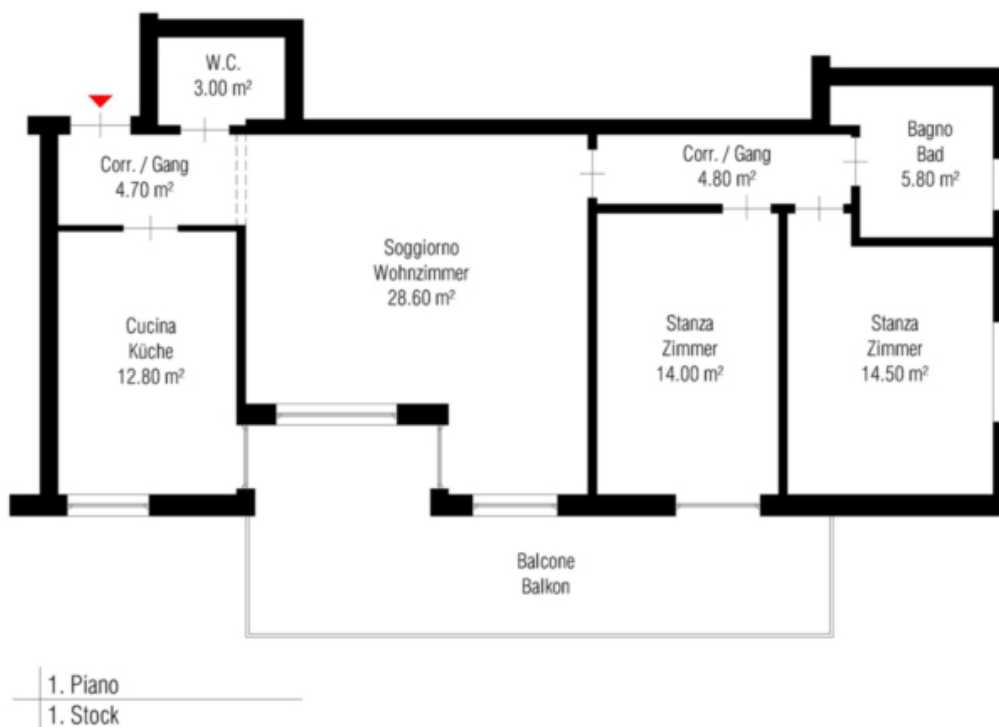 W.C.
3.00 m²
Corr. / Gang
4.70 m²
Corr. / Gang
4.80 m²
Bagno
Bad
5.80 m²
Soggiorno
Wohnzimmer
28.60 m²
Cucina
Küche
12.80 m²
Stanza
Zimmer
14.00 m²
Stanza
Zimmer
14.50 m²
Balcone
Balkon
1. Piano
1. Stock